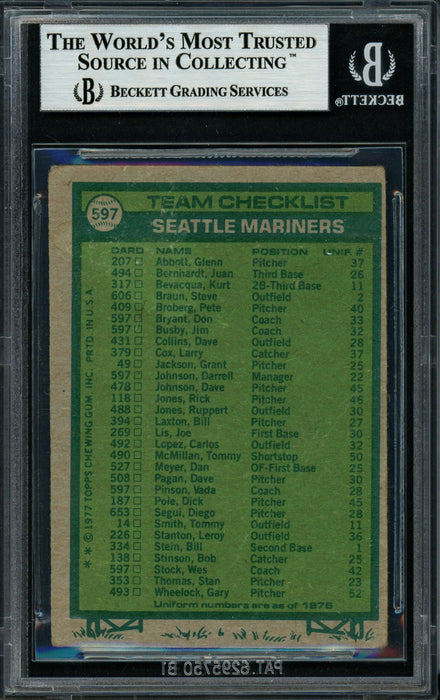 THE WORLD'S MOST TRUSTED
SOURCE IN COLLECTING™
BECKETT GRADING SERVICES
BECKETT®
597
TEAM CHECKLIST
SEATTLE MARINERS
CARD NAME POSITION UNIF. #
207 Abbott, Glenn Pitcher 37
494 Bernhardt, Juan Third Base 26
317 Bevacqua, Kurt 2B-Third Base 11
606 Braun, Steve Outfield 2
409 Broberg, Pete Pitcher 40
597 Bryant, Don Coach 33
597 Busby, Jim Coach 32
431 Collins, Dave Outfield 28
379 Cox, Larry Catcher 37
49 Jackson, Grant Pitcher 25
597 Johnson, Darrell Manager 22
478 Johnson, Dave Pitcher 45
118 Jones, Rick Pitcher 46
488 Jones, Ruppert Outfield 30
394 Laxton, Bill Pitcher 27
269 Lis, Joe First Base 30
492 Lopez, Carlos Outfield 32
490 McMillan, Tommy Shortstop 50
527 Meyer, Dan OF-First Base 25
508 Pagan, Dave Pitcher 30
597 Pinson, Vada Coach 28
187 Pole, Dick Pitcher 45
653 Segui, Diego Pitcher 28
14 Smith, Tommy Outfield 11
226 Stanton, Leroy Outfield 36
334 Stein, Bill Second Base 1
138 Stinson, Bob Catcher 25
597 Stock, Wes Coach 42
353 Thomas, Stan Pitcher 23
493 Wheelock, Gary Pitcher 52
Uniform numbers are as of 1976
* * © 1977 TOPPS CHEWING GUM, INC. PRTD. IN U.S.A.
PAT. 6295750 B1